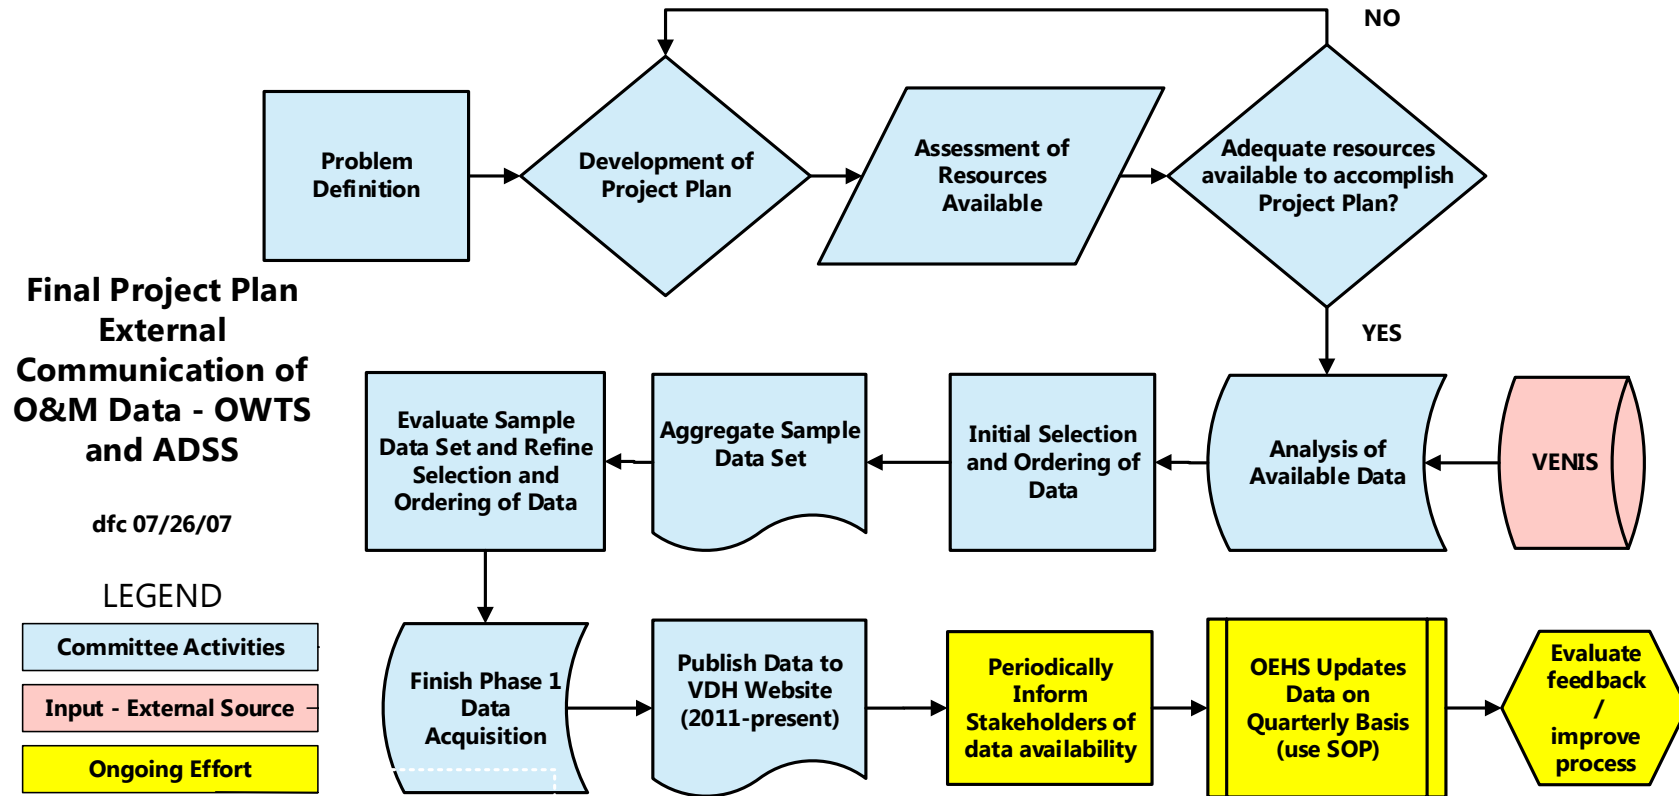 NO
Problem
Definition
Development of
Project Plan
Assessment of
Resources
Available
Adequate resources
available to accomplish
Project Plan?
YES
Final Project Plan
External
Communication of
O&M Data - OWTS
and ADSS
dfc 07/26/07
Evaluate Sample
Data Set and Refine
Selection and
Ordering of Data
Aggregate Sample
Data Set
Initial Selection
and Ordering of
Data
Analysis of
Available Data
VENIS
LEGEND
Committee Activities
Input - External Source
Ongoing Effort
Finish Phase 1
Data
Acquisition
Publish Data to
VDH Website
(2011-present)
Periodically
Inform
Stakeholders of
data availability
OEHS Updates
Data on
Quarterly Basis
(use SOP)
Evaluate
feedback
/
improve
process